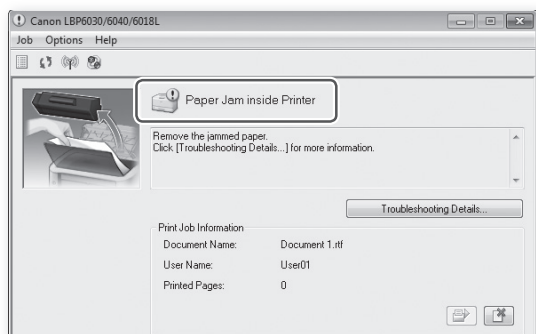 Canon LBP6030/6040/6018L
Job Options Help
Paper Jam inside Printer
Remove the jammed paper.
Click [Troubleshooting Details...] for more information.
Troubleshooting Details...
Print Job Information
Document Name: Document 1.rtf
User Name: User01
Printed Pages: 0